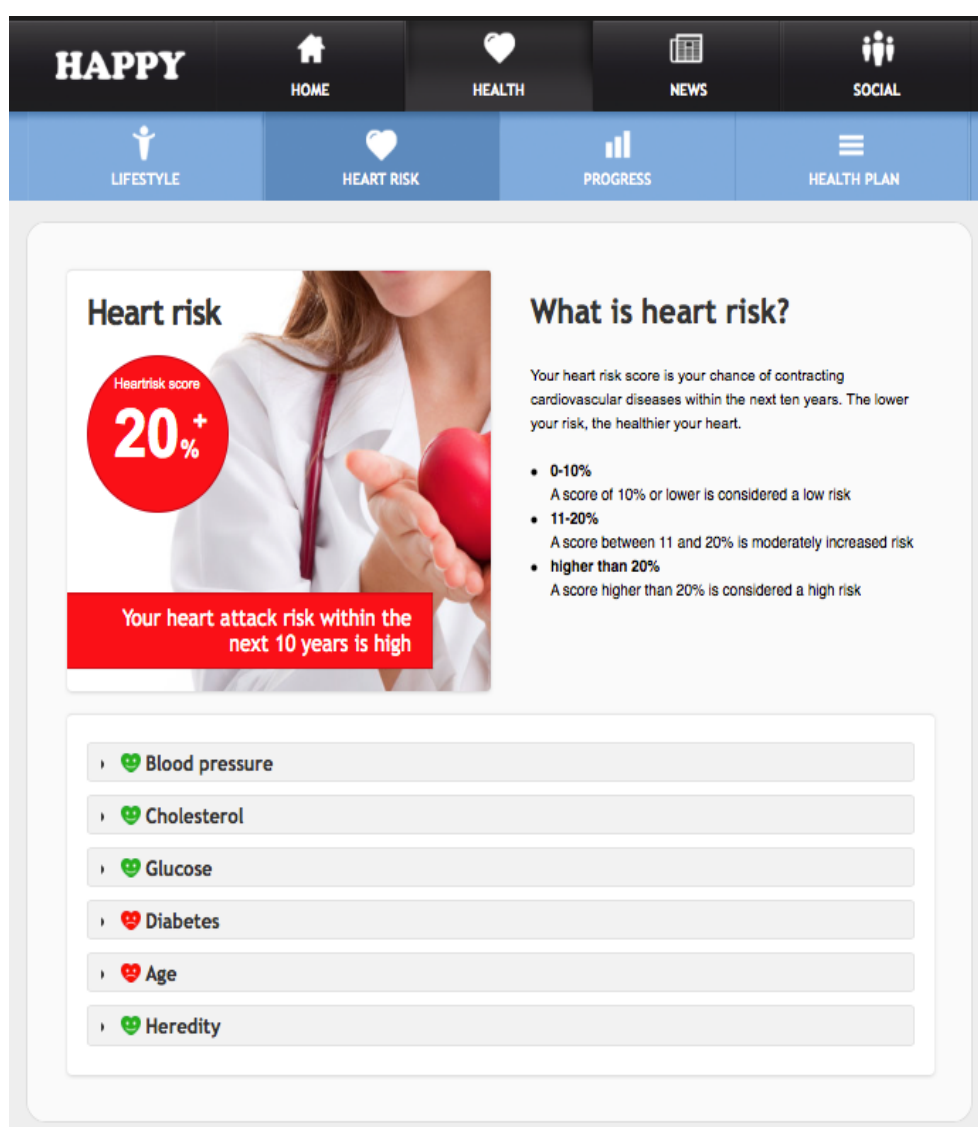 HAPPY
HOME
HEALTH
NEWS
SOCIAL
LIFESTYLE
HEART RISK
PROGRESS
HEALTH PLAN
Heart risk
Heartrisk score
20%+
Your heart attack risk within the
next 10 years is high
What is heart risk?
Your heart risk score is your chance of contracting
cardiovascular diseases within the next ten years. The lower
your risk, the healthier your heart.
• 0-10%
A score of 10% or lower is considered a low risk
• 11-20%
A score between 11 and 20% is moderately increased risk
• higher than 20%
A score higher than 20% is considered a high risk
Blood pressure
Cholesterol
Glucose
Diabetes
Age
Heredity